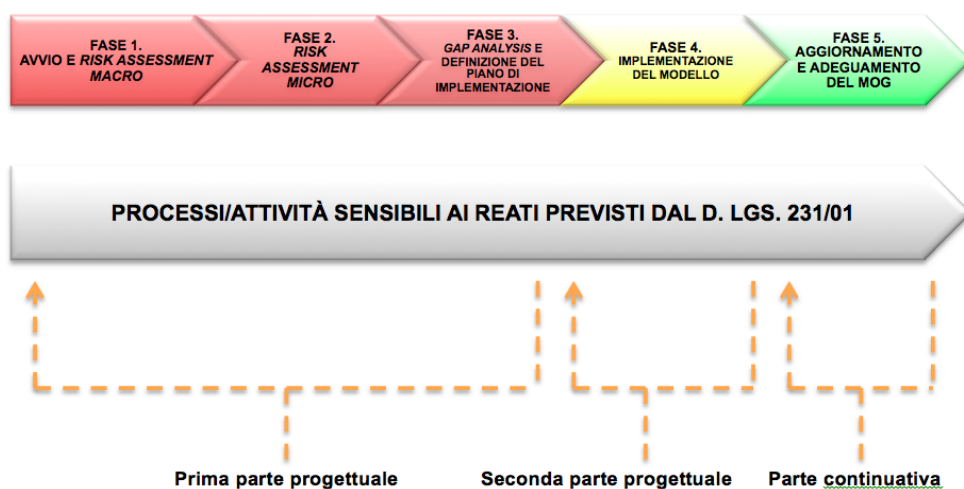 FASE 1.
AVVIO E RISK ASSESSMENT
MACRO
FASE 2.
RISK
ASSESSMENT
MICRO
FASE 3.
GAP ANALYSIS E
DEFINIZIONE DEL
PIANO DI
IMPLEMENTAZIONE
FASE 4.
IMPLEMENTAZIONE
DEL MODELLO
FASE 5.
AGGIORNAMENTO
E ADEGUAMENTO
DEL MOG
PROCESSI/ATTIVITÀ SENSIBILI AI REATI PREVISTI DAL D. LGS. 231/01
Prima parte progettuale
Seconda parte progettuale
Parte continuativa